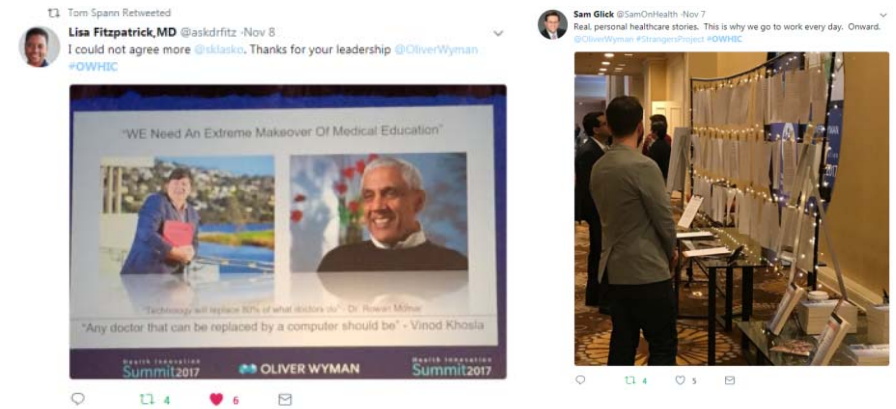 Tom Spann Retweeted
Lisa Fitzpatrick,MD @askdrfitz -Nov 8
I could not agree more @sklasko. Thanks for your leadership @OliverWyman
#OWHIC
"WE Need An Extreme Makeover Of Medical Education"
"Technology will replace 80% of what doctors do" - Dr. Rowan
"Any doctor that can be replaced by a computer should be" - Vinod Khosla
Health Innovation
Summit2017
OLIVER WYMAN
Health Innovation
Summit2017
4
6
Sam Glick @SamOnHealth -Nov 7
Real, personal healthcare stories. This is why we go to work every day. Onward.
@OliverWyman #StrangersProject #OWHIC
4
5